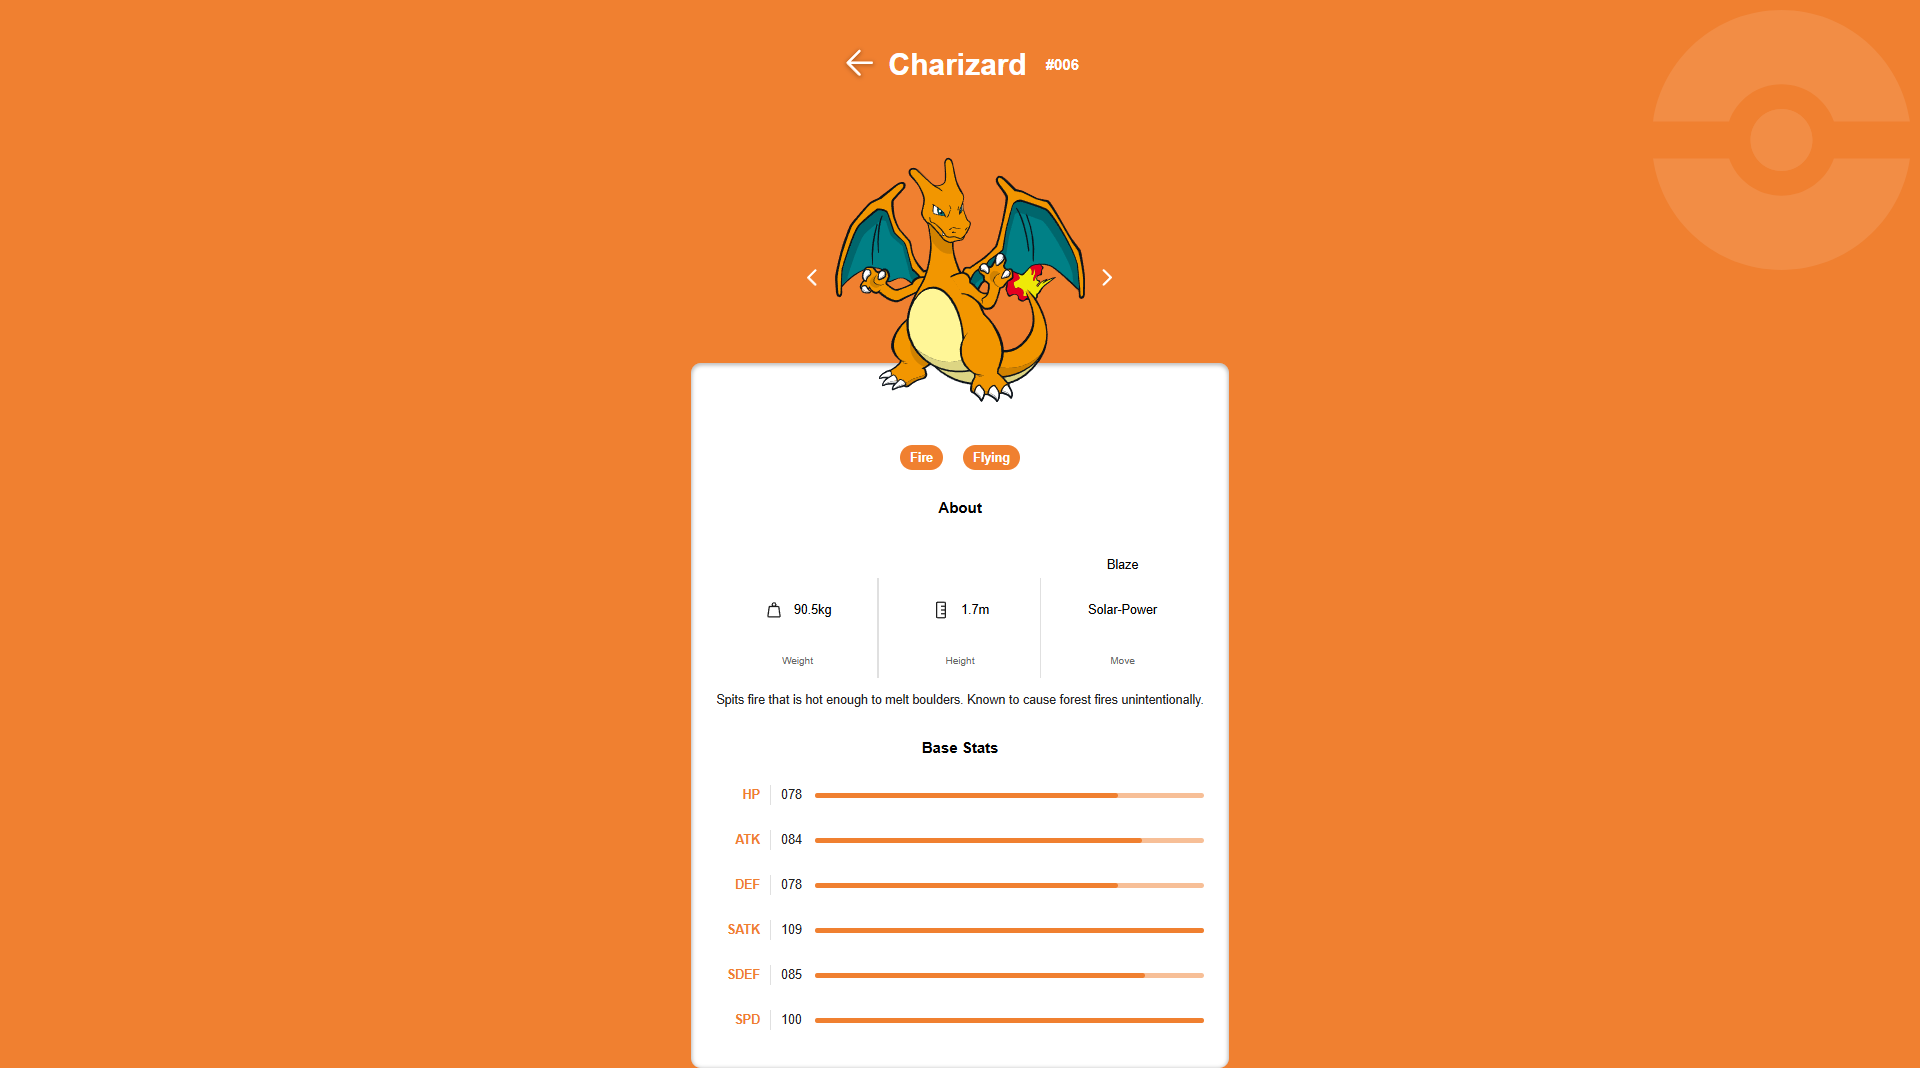 Charizard #006
Fire Flying
About
Blaze
90.5kg 1.7m Solar-Power
Weight Height Move
Spits fire that is hot enough to melt boulders. Known to cause forest fires unintentionally.
Base Stats
HP 078
ATK 084
DEF 078
SATK 109
SDEF 085
SPD 100